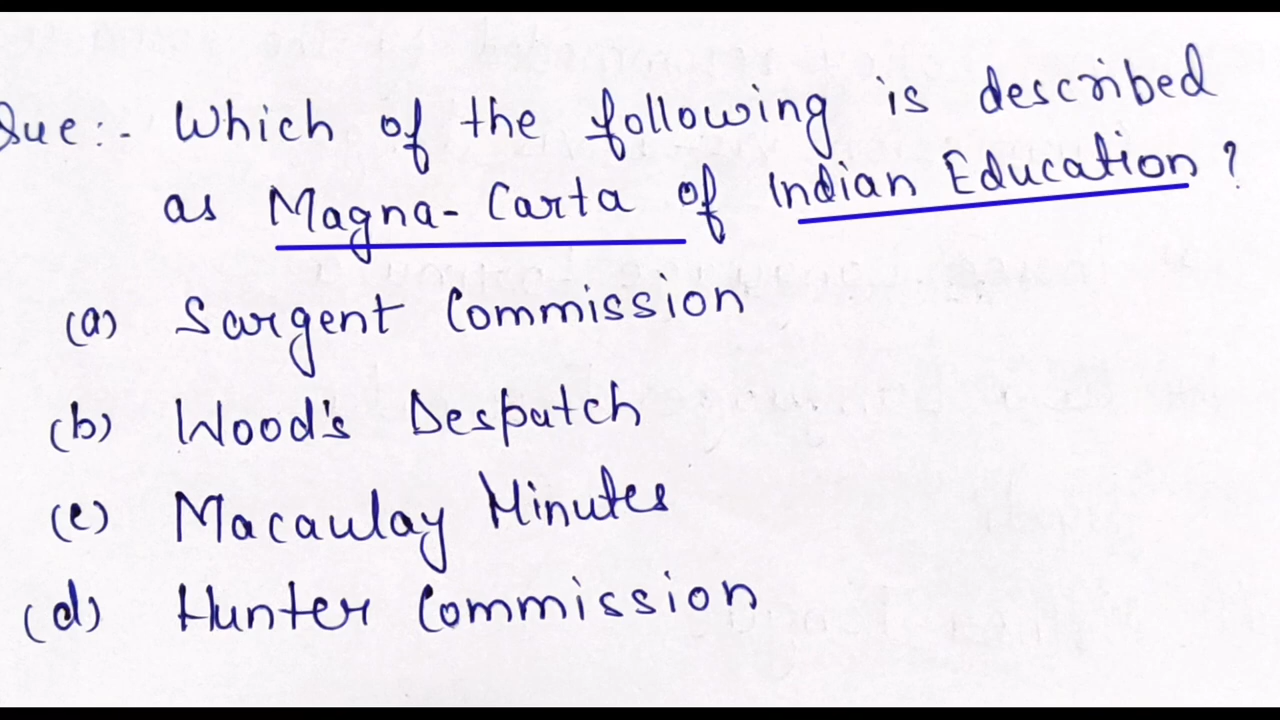 Que:- Which of the following is described
as Magna-Carta of Indian Education?
(a) Sargent Commission
(b) Wood's Despatch
(c) Macaulay Minutes
(d) Hunter Commission